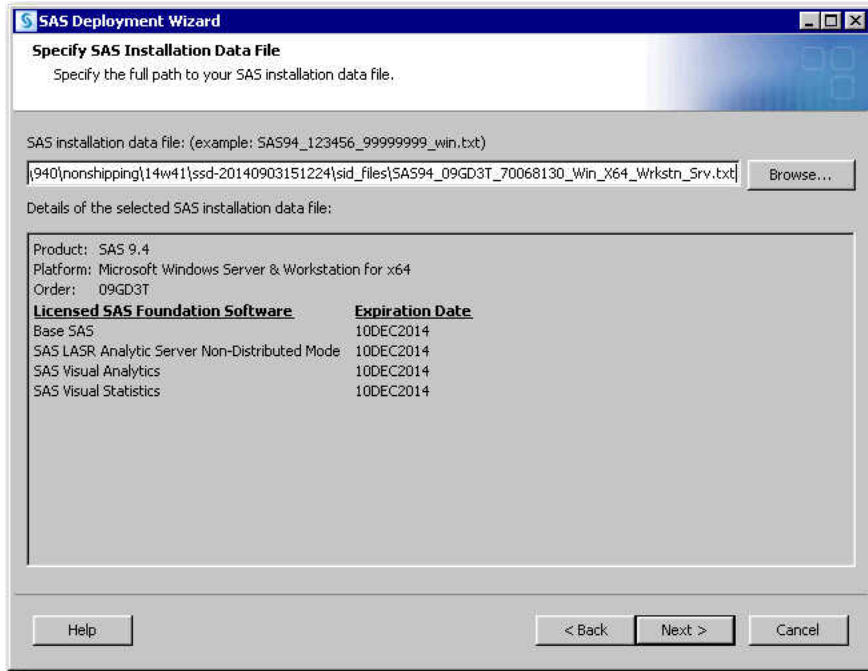 SAS Deployment Wizard
Specify SAS Installation Data File
Specify the full path to your SAS installation data file.
SAS installation data file: (example: SAS94_123456_99999999_win.txt)
\940\nonshipping\14w41\ssd-20140903151224\sid_files\SAS94_09GD3T_70068130_Win_X64_Wrkstn_Srv.txt
Browse...
Details of the selected SAS installation data file:
Product: SAS 9.4
Platform: Microsoft Windows Server & Workstation for x64
Order: 09GD3T
Licensed SAS Foundation Software Expiration Date
Base SAS 10DEC2014
SAS LASR Analytic Server Non-Distributed Mode 10DEC2014
SAS Visual Analytics 10DEC2014
SAS Visual Statistics 10DEC2014
Help < Back Next > Cancel